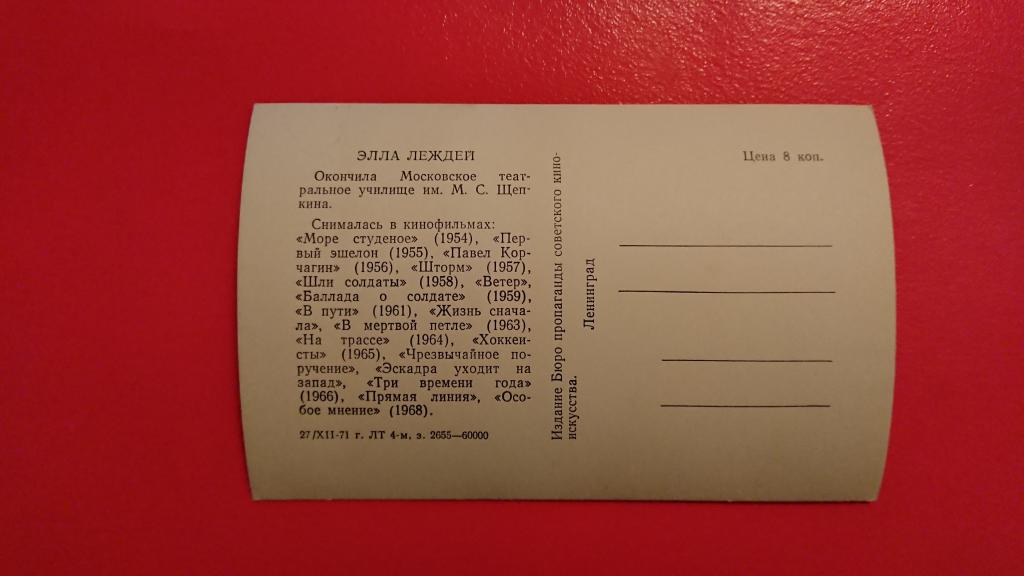 ЭЛЛА ЛЕЖДЕЙ
Окончила Московское теат-
ральное училище им. М. С. Щеп-
кина.
Снималась в кинофильмах:
«Море студеное» (1954), «Пер-
вый эшелон (1955), «Павел Кор-
чагин» (1956), «Шторм» (1957),
«Шли солдаты» (1958), «Ветер»,
«Баллада о солдате» (1959),
«В пути» (1961), «Жизнь снача-
ла», «В мертвой петле» (1963),
«На трассе» (1964), «Хоккеи-
сты» (1965), «Чрезвычайное по-
ручение», «Эскадра уходит на
запад», «Три времени года»
(1966), «Прямая линия», «Осо-
бое мнение» (1968).
27/XII-71 г. ЛТ 4-м, з. 2655—60000
Издание Бюро пропаганды советского кино-
искусства.
Ленинград
Цена 8 коп.